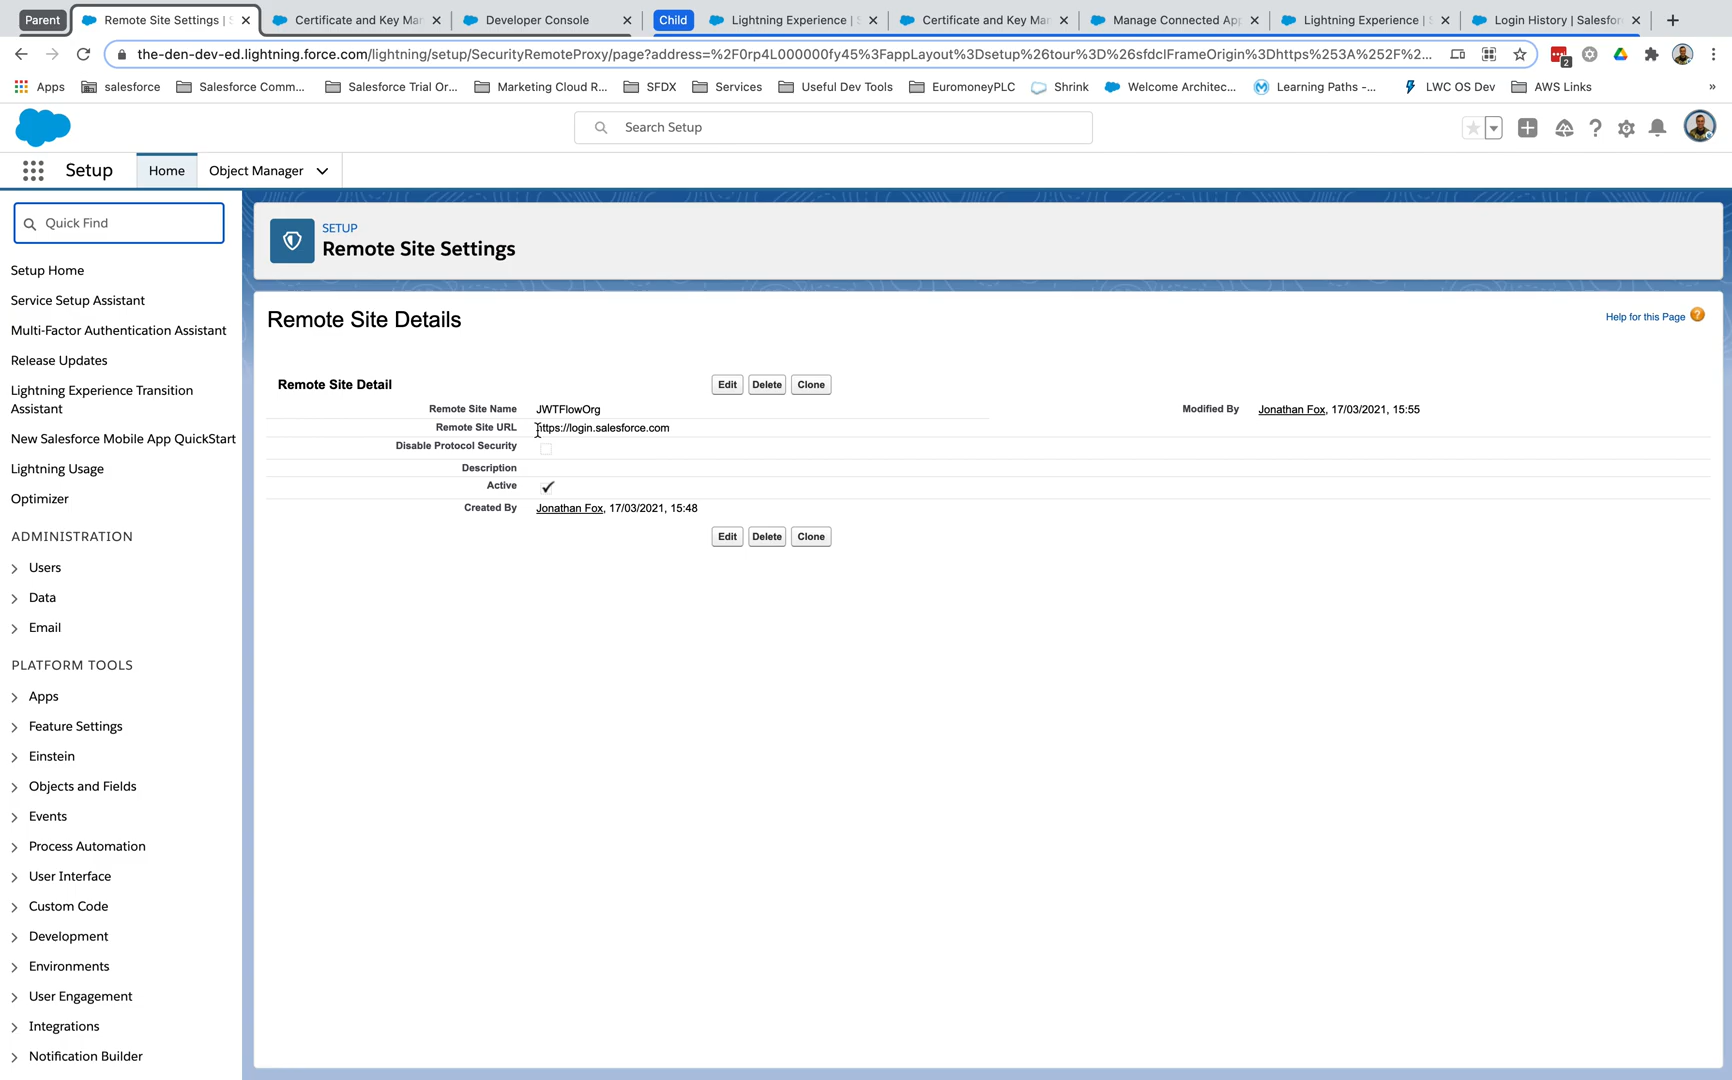 Parent
Remote Site Settings | S
Certificate and Key Man
Developer Console
Child
Lightning Experience | S
Certificate and Key Man
Manage Connected App
Lightning Experience | S
Login History | Salesforc
the-den-dev-ed.lightning.force.com/lightning/setup/SecurityRemoteProxy/page?address=%2F0rp4L000000fy45%3FappLayout%3Dsetup%26tour%3D%26sfdcIFrameOrigin%3Dhttps%253A%252F%2...
2
Apps
salesforce
Salesforce Comm...
Salesforce Trial Or...
Marketing Cloud R...
SFDX
Services
Useful Dev Tools
EuromoneyPLC
Shrink
Welcome Architec...
Learning Paths -...
LWC OS Dev
AWS Links
»
Search Setup
Setup
Home
Object Manager
Quick Find
Setup Home
Service Setup Assistant
Multi-Factor Authentication Assistant
Release Updates
Lightning Experience Transition
Assistant
New Salesforce Mobile App QuickStart
Lightning Usage
Optimizer
ADMINISTRATION
Users
Data
Email
PLATFORM TOOLS
Apps
Feature Settings
Einstein
Objects and Fields
Events
Process Automation
User Interface
Custom Code
Development
Environments
User Engagement
Integrations
Notification Builder
SETUP
Remote Site Settings
Remote Site Details
Help for this Page
Remote Site Detail
Edit
Delete
Clone
Remote Site Name JWTFlowOrg
Modified By Jonathan Fox, 17/03/2021, 15:55
Remote Site URL https://login.salesforce.com
Disable Protocol Security
Description
Active
Created By Jonathan Fox, 17/03/2021, 15:48
Edit
Delete
Clone